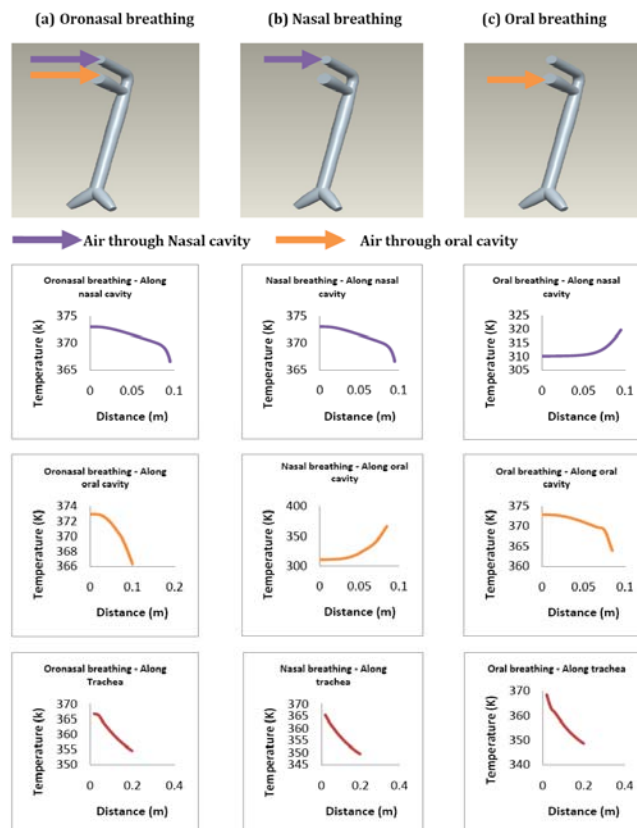 (a) Oronasal breathing
(b) Nasal breathing
(c) Oral breathing
Air through Nasal cavity
Air through oral cavity
Oronasal breathing - Along
nasal cavity
Temperature (k)
375
370
365
0
0.05
0.1
Distance (m)
Nasal breathing - Along nasal
cavity
Temperature (k)
375
370
365
0
0.05
0.1
Distance (m)
Oral breathing - Along nasal
cavity
Temperature (k)
325
320
315
310
305
0
0.05
0.1
Distance (m)
Oronasal breathing - Along
oral cavity
Temperature (K)
374
372
370
368
366
0
0.1
0.2
Distance (m)
Nasal breathing - Along oral
cavity
Temperature (K)
400
350
300
0
0.05
0.1
Distance (m)
Oral breathing - Along oral cavity
Temperature (K)
375
370
365
360
0
0.05
0.1
Distance (m)
Oronasal breathing - Along
Trachea
Temperature (K)
370
365
360
355
350
0
0.2
0.4
Distance (m)
Nasal breathing - Along
trachea
Temperature (K)
370
365
360
355
350
345
0
0.2
0.4
Distance (m)
Oral breathing - Along trachea
Temperature (K)
370
360
350
340
0
0.2
0.4
Distance (m)